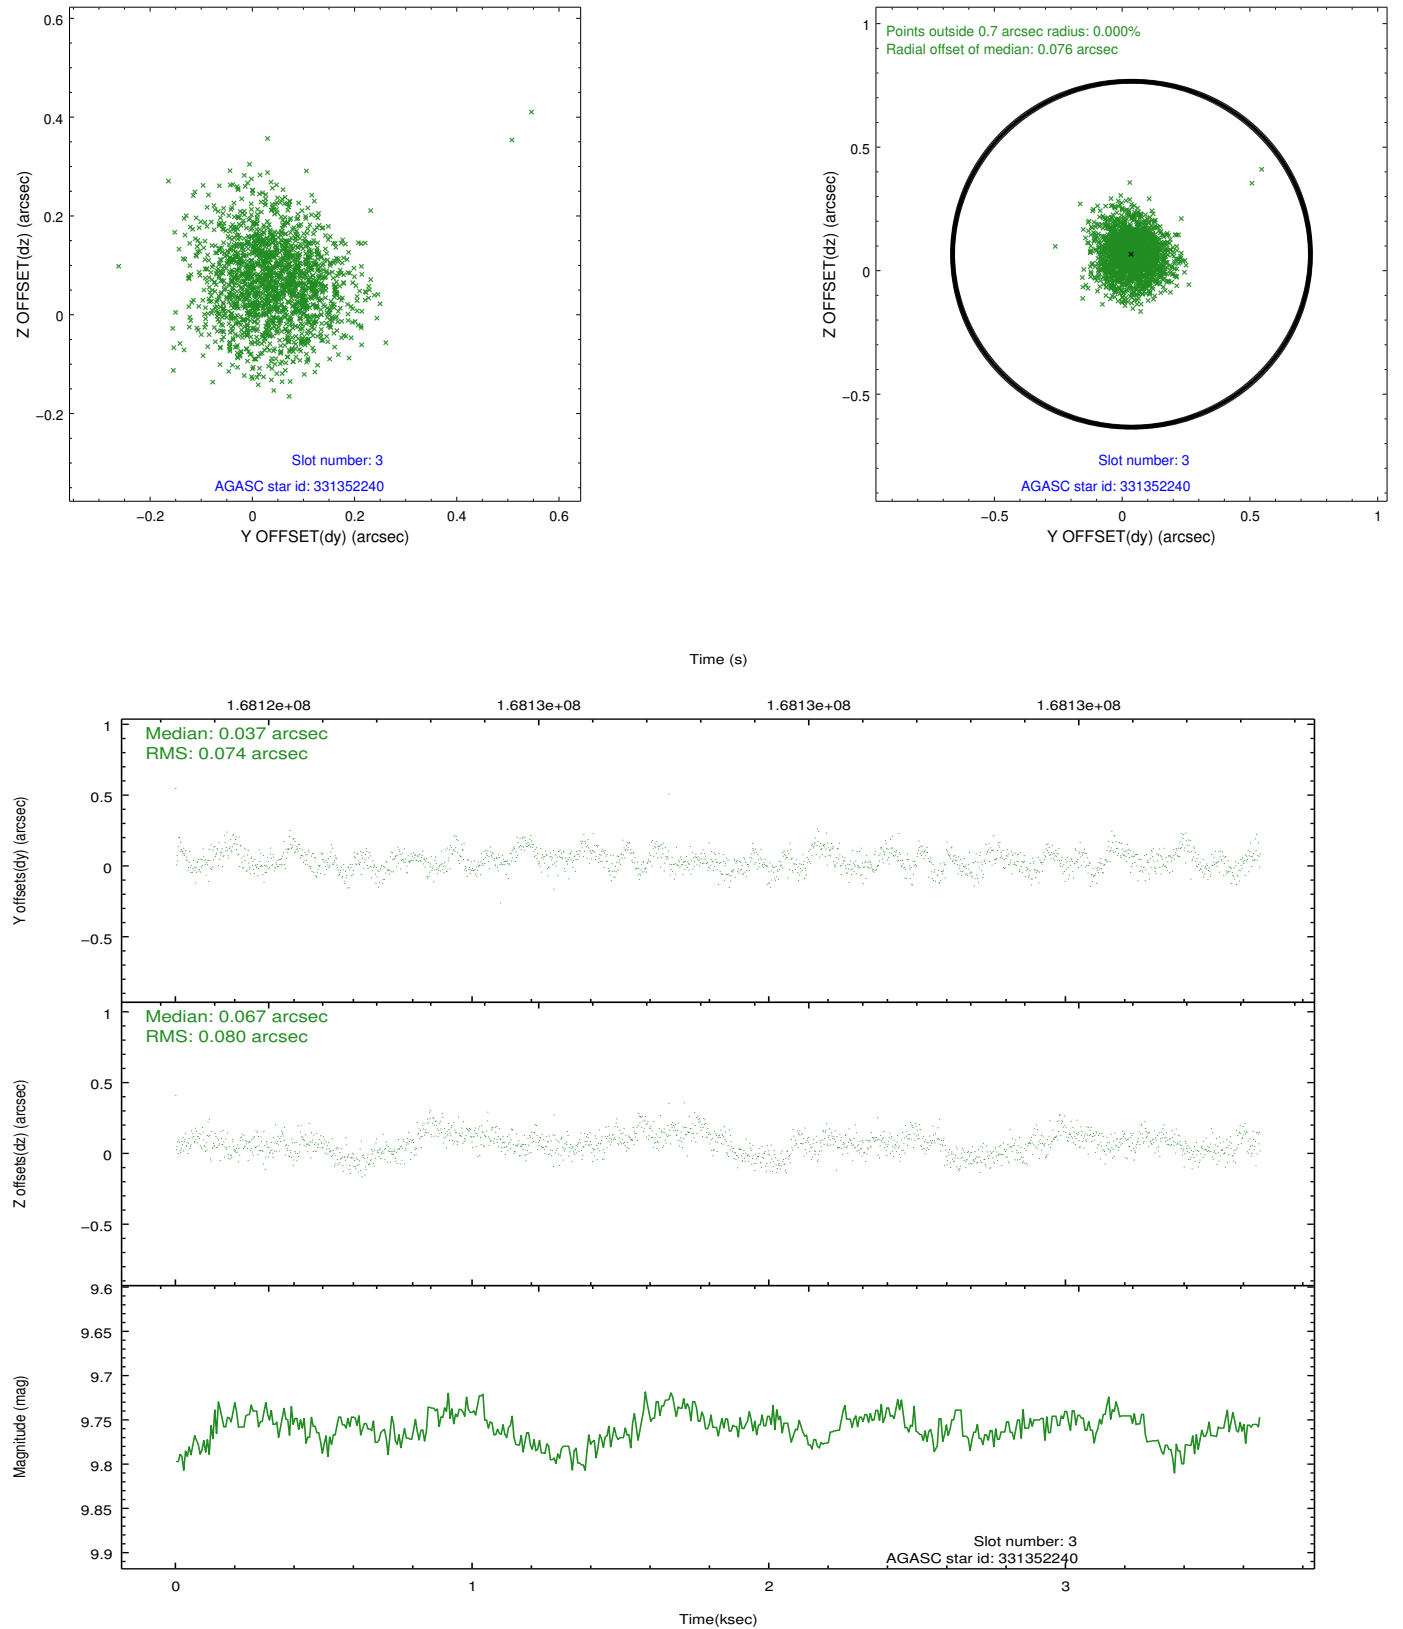 0.6
0.4
0.2
0
−0.2
Z OFFSET(dz) (arcsec)
Slot number: 3
AGASC star id: 331352240
−0.2 0 0.2 0.4 0.6
Y OFFSET(dy) (arcsec)
Points outside 0.7 arcsec radius: 0.000%
Radial offset of median: 0.076 arcsec
1
0.5
0
−0.5
Z OFFSET(dz) (arcsec)
Slot number: 3
AGASC star id: 331352240
−0.5 0 0.5 1
Y OFFSET(dy) (arcsec)
Time (s)
1.6812e+08 1.6813e+08 1.6813e+08 1.6813e+08
Median: 0.037 arcsec
RMS: 0.074 arcsec
1
0.5
0
−0.5
Y offsets(dy) (arcsec)
Median: 0.067 arcsec
RMS: 0.080 arcsec
1
0.5
0
−0.5
Z offsets(dz) (arcsec)
9.6
9.65
9.7
9.75
9.8
9.85
9.9
Magnitude (mag)
Slot number: 3
AGASC star id: 331352240
0 1 2 3
Time(ksec)